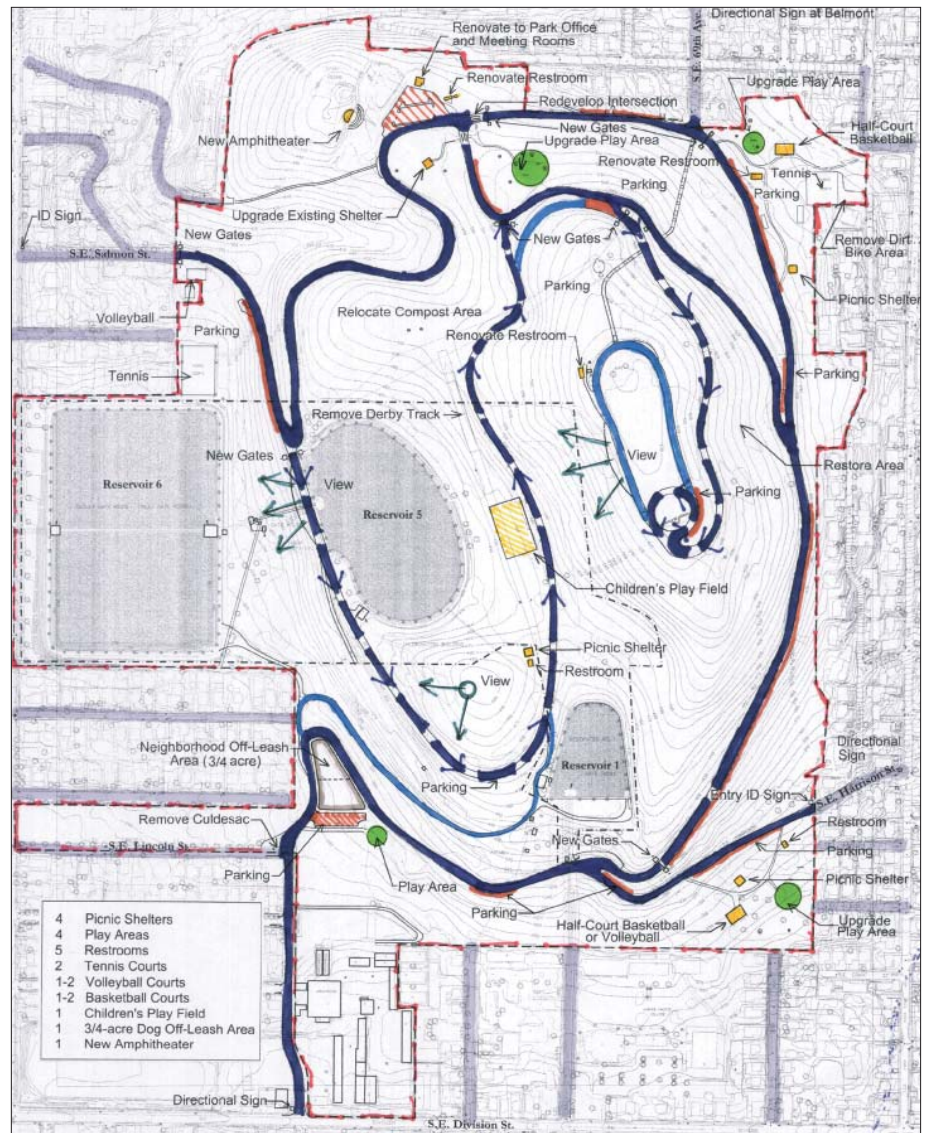 Directional Sign at Belmont
S.E. 69th Ave.
Renovate to Park Office
and Meeting Rooms
Renovate Restroom
Redevelop Intersection
Upgrade Play Area
New Amphitheater
New Gates
Upgrade Play Area
Half-Court
Basketball
Renovate Restroom
Tennis
Parking
Parking
ID Sign
Upgrade Existing Shelter
New Gates
New Gates
Remove Dirt
Bike Area
S.E. Salmon St.
Parking
Picnic Shelter
Volleyball
Relocate Compost Area
Parking
Renovate Restroom
Tennis
Parking
Remove Derby Track
New Gates
View
View
Restore Area
Reservoir 6
Parking
Reservoir 5
Children's Play Field
Picnic Shelter
Restroom
View
Neighborhood Off-Leash
Area (3/4 acre)
Directional
Sign
Reservoir 1
Parking
Entry ID Sign
S.E. Harrison St.
Remove Culdesac
Restroom
S.E. Lincoln St.
New Gates
Parking
Parking
Play Area
Picnic Shelter
Parking
Half-Court Basketball
or Volleyball
Upgrade
Play Area
4 Picnic Shelters
4 Play Areas
5 Restrooms
2 Tennis Courts
1-2 Volleyball Courts
1-2 Basketball Courts
1 Children's Play Field
1 3/4-acre Dog Off-Leash Area
1 New Amphitheater
Directional Sign
S.E. Division St.